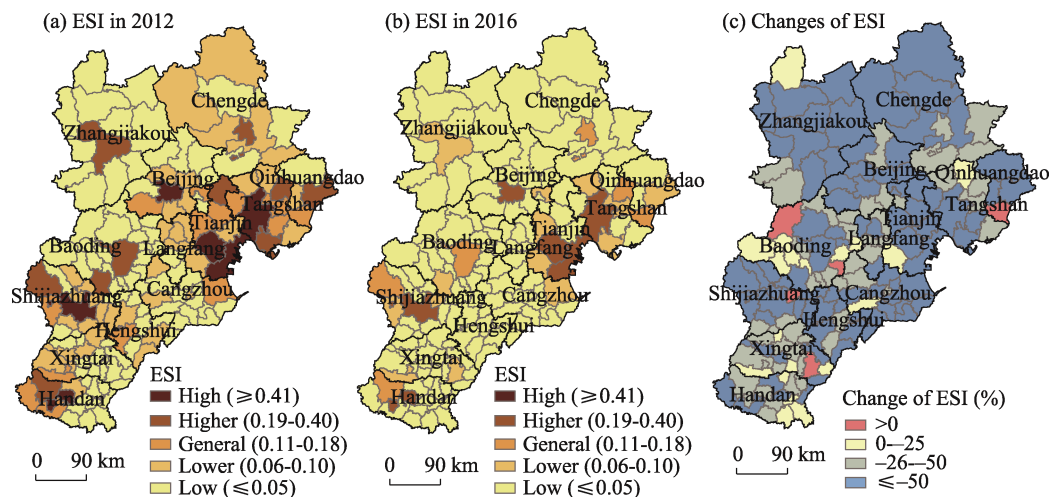 (a) ESI in 2012
Chengde
Zhangjiakou
Beijing
Qinhuangdao
Tangshan
Tianjin
Baoding
Langfang
Shijiazhuang
Cangzhou
Hengshui
Xingtai
Handan
ESI
High (≥0.41)
Higher (0.19-0.40)
General (0.11-0.18)
Lower (0.06-0.10)
Low (≤0.05)
0 90 km
(b) ESI in 2016
Chengde
Zhangjiakou
Beijing
Qinhuangdao
Tangshan
Tianjin
Baoding
Langfang
Shijiazhuang
Cangzhou
Hengshui
Xingtai
Handan
ESI
High (≥0.41)
Higher (0.19-0.40)
General (0.11-0.18)
Lower (0.06-0.10)
Low (≤0.05)
0 90 km
(c) Changes of ESI
Chengde
Zhangjiakou
Beijing
Qinhuangdao
Tangshan
Tianjin
Baoding
Langfang
Shijiazhuang
Cangzhou
Hengshui
Xingtai
Handan
Change of ESI (%)
>0
0-–25
–26-–50
≤–50
0 90 km